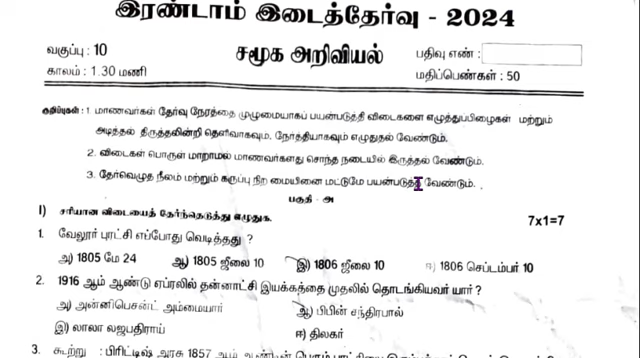 இரண்டாம் இடைத்தேர்வு - 2024
வகுப்பு : 10
சமூக அறிவியல்
பதிவு எண் :
காலம் : 1.30 மணி
மதிப்பெண்கள் : 50
குறிப்புகள் : 1. மாணவர்கள் தேர்வு நேரத்தை முழுமையாகப் பயன்படுத்தி விடைகளை எழுத்துப்பிழைகள் மற்றும்
அடித்தல் திருத்தலின்றி தெளிவாகவும், நேர்த்தியாகவும் எழுதுதல் வேண்டும்.
2. விடைகள் பொருள் மாறாமல் மாணவர்களது சொந்த நடையில் இருத்தல் வேண்டும்.
3. தேர்வெழுத நீலம் மற்றும் கருப்பு நிற மையினை மட்டுமே பயன்படுத்த வேண்டும்.
பகுதி - அ
I) சரியான விடையைத் தேர்ந்தெடுத்து எழுதுக.
7x1=7
1. வேலூர் புரட்சி எப்போது வெடித்தது ?
அ) 1805 மே 24 ஆ) 1805 ஜீலை 10 இ) 1806 ஜீலை 10 ஈ) 1806 செப்டம்பர் 10
2. 1916 ஆம் ஆண்டு ஏப்ரலில் தன்னாட்சி இயக்கத்தை முதலில் தொடங்கியவர் யார் ?
அ) அன்னிபெசன்ட் அம்மையார் ஆ) பிபின் சந்திரபால்
இ) லாலா லஜபதிராய் ஈ) திலகர்
3. கூற்று : பிரிட்டிஷ் அரசு 1857 ஆம்